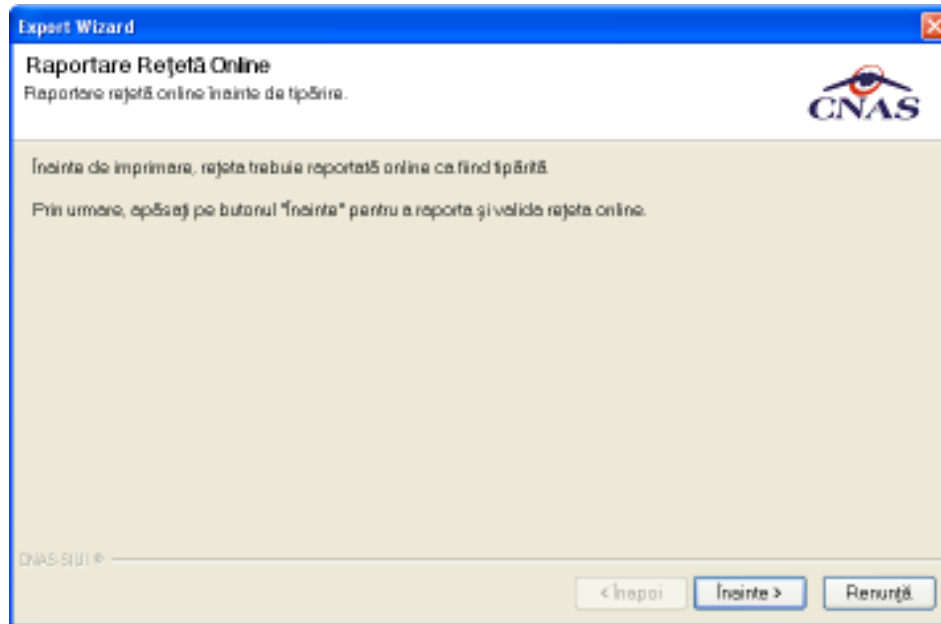 Export Wizard
Raportare Rețetă Online
Raportare rețetă online înainte de tipărire.
CNAS
Înainte de imprimare, rețeta trebuie raportată online ca fiind tipărită.
Prin urmare, apăsați pe butonul "Înainte" pentru a raporta și valida rețeta online.
CNAS-SIUI ©
< Înapoi
Înainte >
Renunță